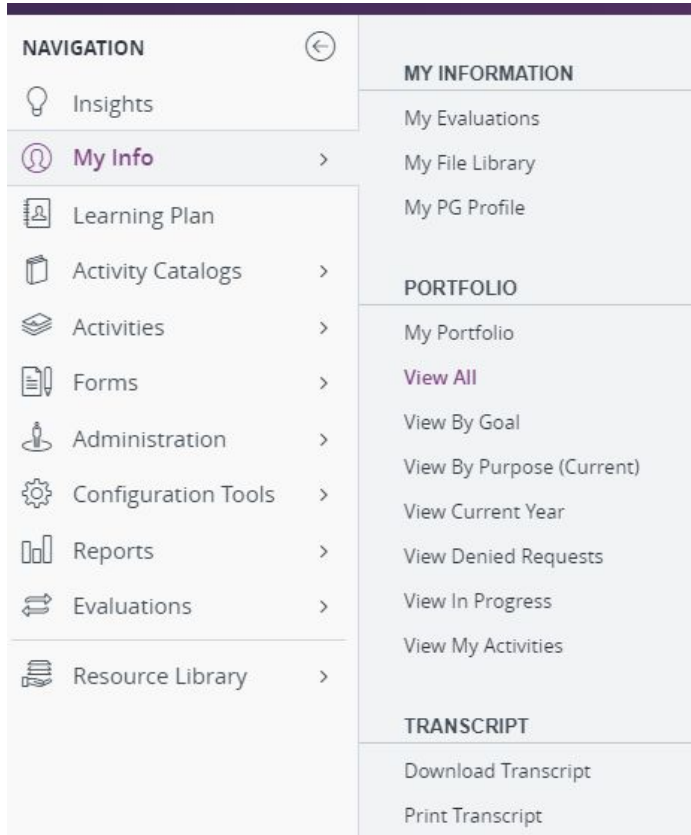 NAVIGATION
Insights
My Info
Learning Plan
Activity Catalogs
Activities
Forms
Administration
Configuration Tools
Reports
Evaluations
Resource Library
MY INFORMATION
My Evaluations
My File Library
My PG Profile
PORTFOLIO
My Portfolio
View All
View By Goal
View By Purpose (Current)
View Current Year
View Denied Requests
View In Progress
View My Activities
TRANSCRIPT
Download Transcript
Print Transcript